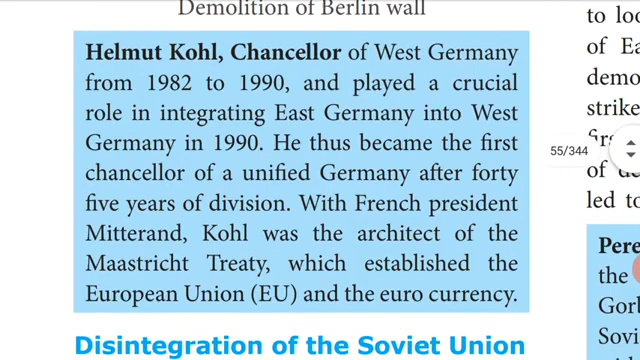 Demolition of Berlin wall
Helmut Kohl, Chancellor of West Germany
from 1982 to 1990, and played a crucial
role in integrating East Germany into West
Germany in 1990. He thus became the first
chancellor of a unified Germany after forty
five years of division. With French president
Mitterand, Kohl was the architect of the
Maastricht Treaty, which established the
European Union (EU) and the euro currency.
Disintegration of the Soviet Union
to loo
of Ea
demo
strike
firs
55/344
of de
led to
Pere
the
Gorb
Sovi